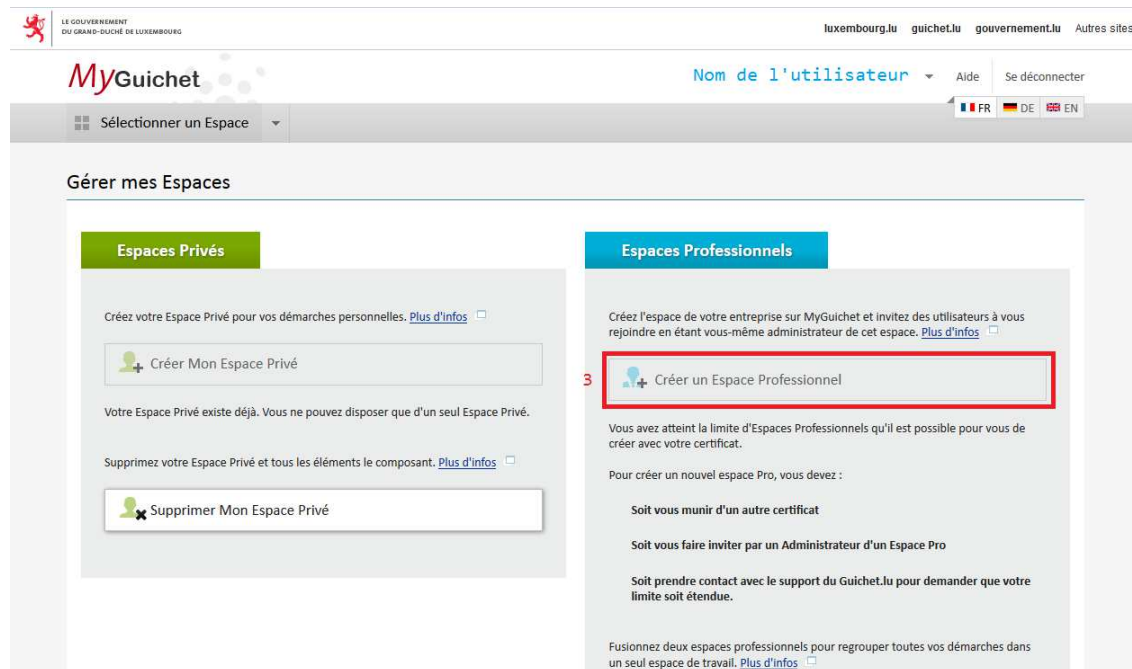 LE GOUVERNEMENT
DU GRAND-DUCHÉ DE LUXEMBOURG
luxembourg.lu guichet.lu gouvernement.lu Autres sites
MyGuichet
Nom de l'utilisateur Aide Se déconnecter
FR DE EN
Sélectionner un Espace
Gérer mes Espaces
Espaces Privés
Créez votre Espace Privé pour vos démarches personnelles. Plus d'infos
Créer Mon Espace Privé
Votre Espace Privé existe déjà. Vous ne pouvez disposer que d'un seul Espace Privé.
Supprimez votre Espace Privé et tous les éléments le composant. Plus d'infos
Supprimer Mon Espace Privé
Espaces Professionnels
Créez l'espace de votre entreprise sur MyGuichet et invitez des utilisateurs à vous
rejoindre en étant vous-même administrateur de cet espace. Plus d'infos
3 Créer un Espace Professionnel
Vous avez atteint la limite d'Espaces Professionnels qu'il est possible pour vous de
créer avec votre certificat.
Pour créer un nouvel espace Pro, vous devez :
Soit vous munir d'un autre certificat
Soit vous faire inviter par un Administrateur d'un Espace Pro
Soit prendre contact avec le support du Guichet.lu pour demander que votre
limite soit étendue.
Fusionnez deux espaces professionnels pour regrouper toutes vos démarches dans
un seul espace de travail. Plus d'infos